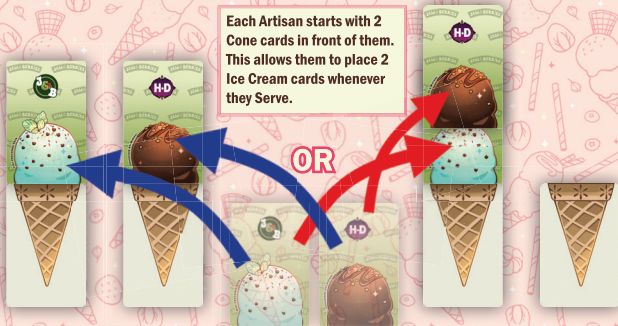 Each Artisan starts with 2
Cone cards in front of them.
This allows them to place 2
Ice Cream cards whenever
they Serve.
OR
H-D
H-D
H-D